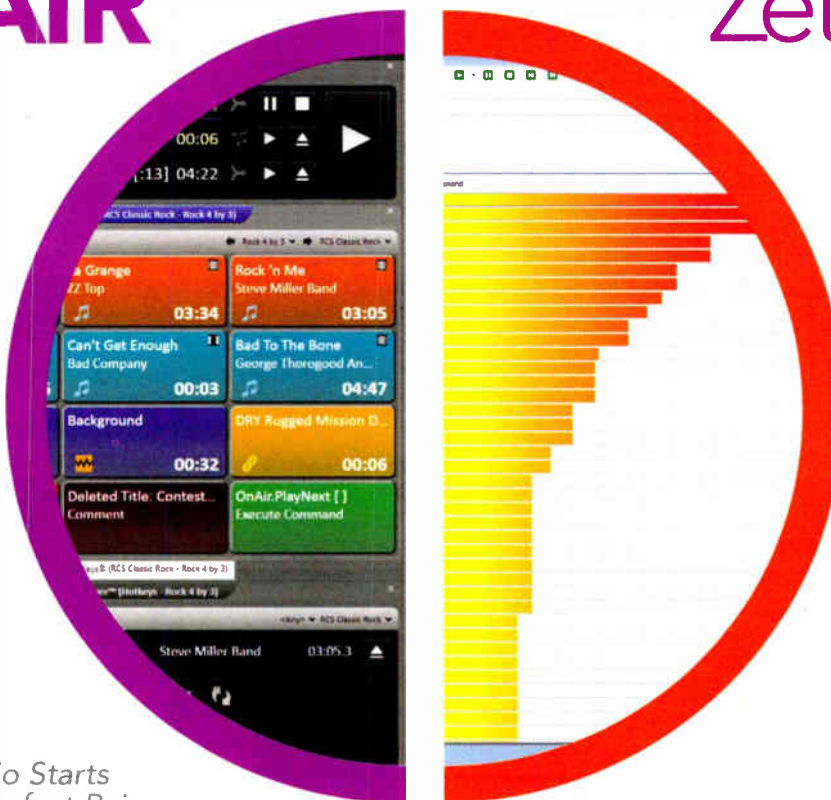 AIR
Zet
00:06
[:13] 04:22
(RCS Classic Rock - Rock 4 by 3)
Rock 4 by 3 RCS Classic Rock
a Grange
ZZ Top
03:34
Rock 'n Me
Steve Miller Band
03:05
Can't Get Enough
Bad Company
00:03
Bad To The Bone
George Thorogood An...
04:47
Background
00:32
DRY Rugged Mission D...
00:06
Deleted Title: Contest...
Comment
OnAir.PlayNext [ ]
Execute Command
(RCS Classic Rock - Rock 4 by 3)
[Hotkeys - Rock 4 by 3]
<Any> RCS Classic Rock
Steve Miller Band 03:05.3
o Starts